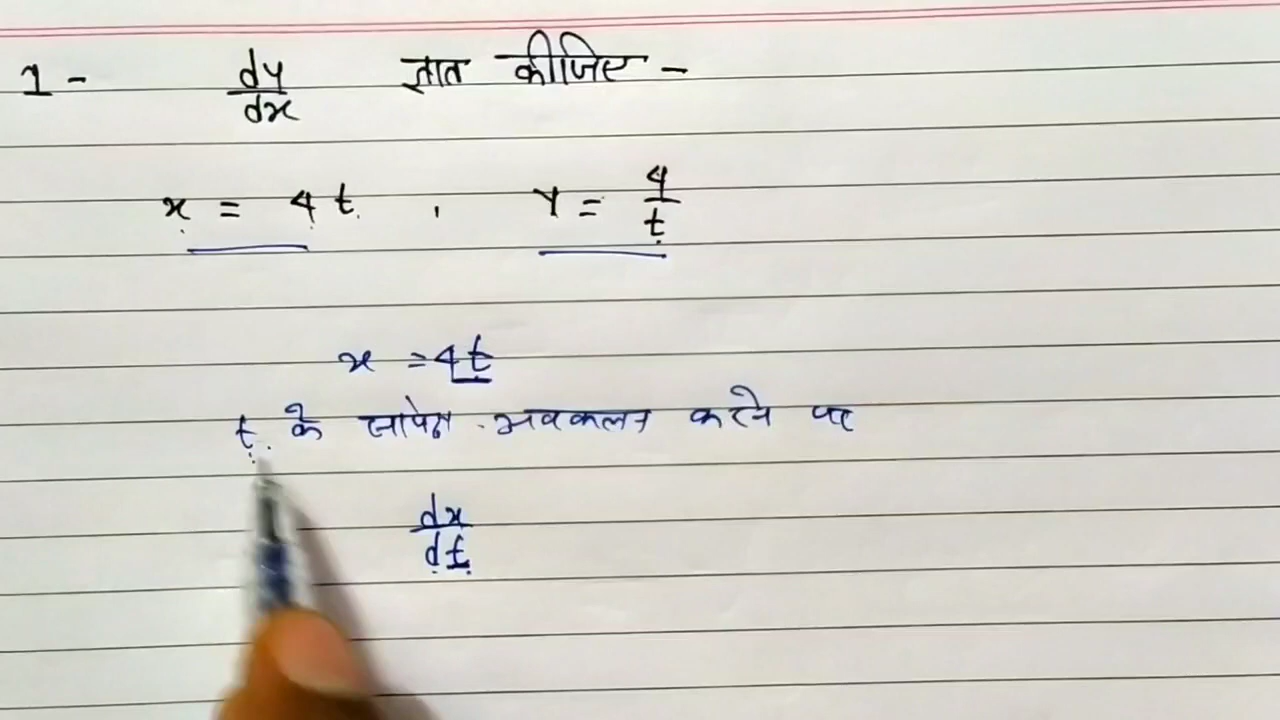 1- dy/dx ज्ञात कीजिए -
x = 4t , y = 4/t
x = 4t
t के सापेक्ष अवकलन करने पर
dx/dt